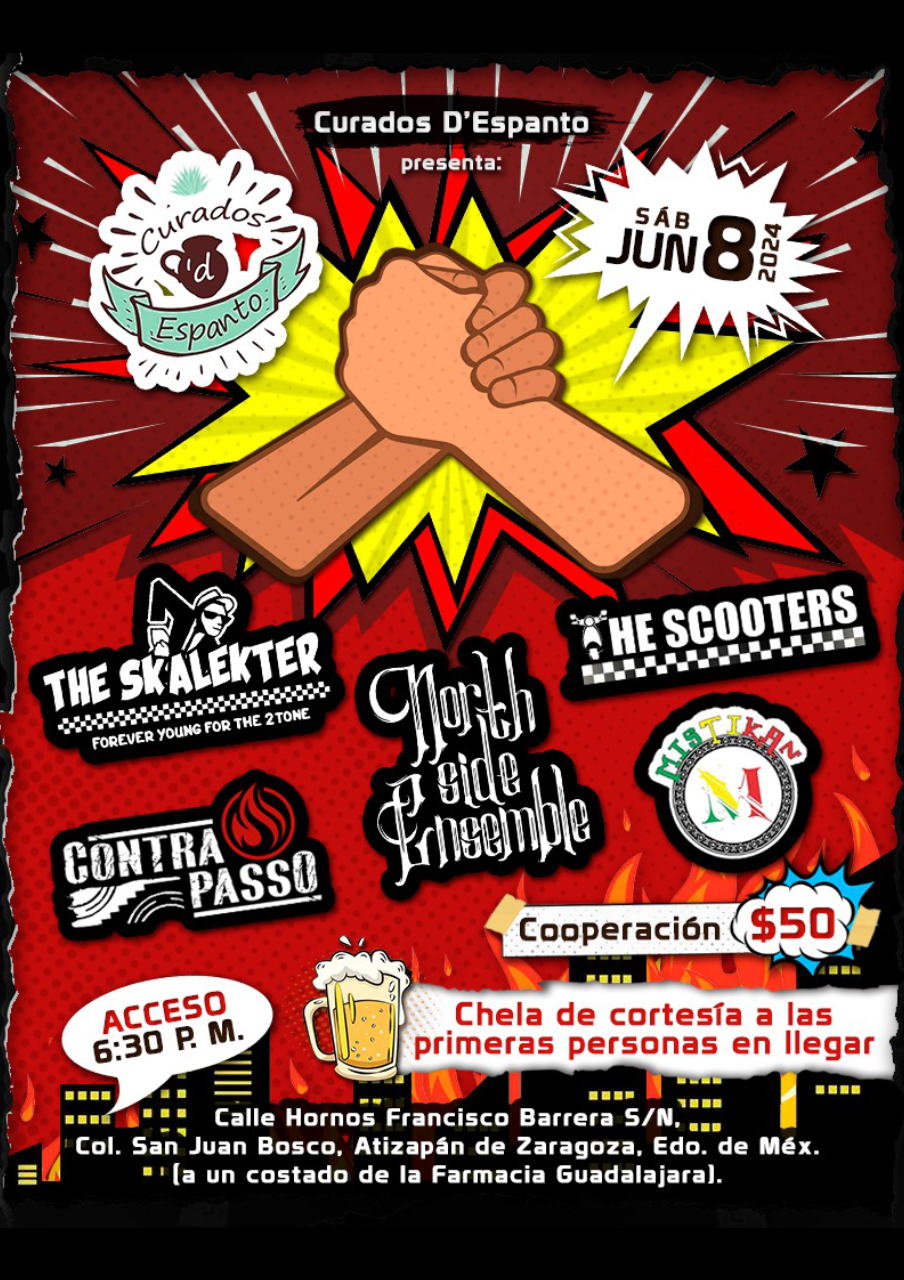 Curados D'Espanto
presenta:
Curados
'd
Espanto
SÁB
JUN 8 2024
THE SKALEKTER
FOREVER YOUNG FOR THE 2TONE
THE SCOOTERS
North
side
Ensemble
MISTIKAN
M
CONTRA
PASSO
Cooperación $50
ACCESO
6:30 P. M.
Chela de cortesía a las
primeras personas en llegar
Calle Hornos Francisco Barrera S/N,
Col. San Juan Bosco, Atizapán de Zaragoza, Edo. de Méx.
(a un costado de la Farmacia Guadalajara).